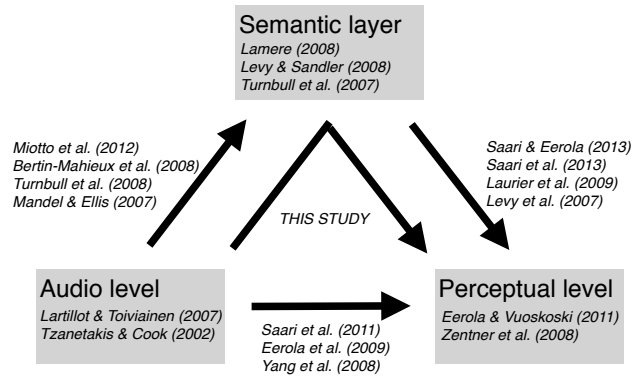 Semantic layer
Lamere (2008)
Levy & Sandler (2008)
Turnbull et al. (2007)
Miotto et al. (2012)
Bertin-Mahieux et al. (2008)
Turnbull et al. (2008)
Mandel & Ellis (2007)
Saari & Eerola (2013)
Saari et al. (2013)
Laurier et al. (2009)
Levy et al. (2007)
THIS STUDY
Audio level
Lartillot & Toiviainen (2007)
Tzanetakis & Cook (2002)
Saari et al. (2011)
Eerola et al. (2009)
Yang et al. (2008)
Perceptual level
Eerola & Vuoskoski (2011)
Zentner et al. (2008)